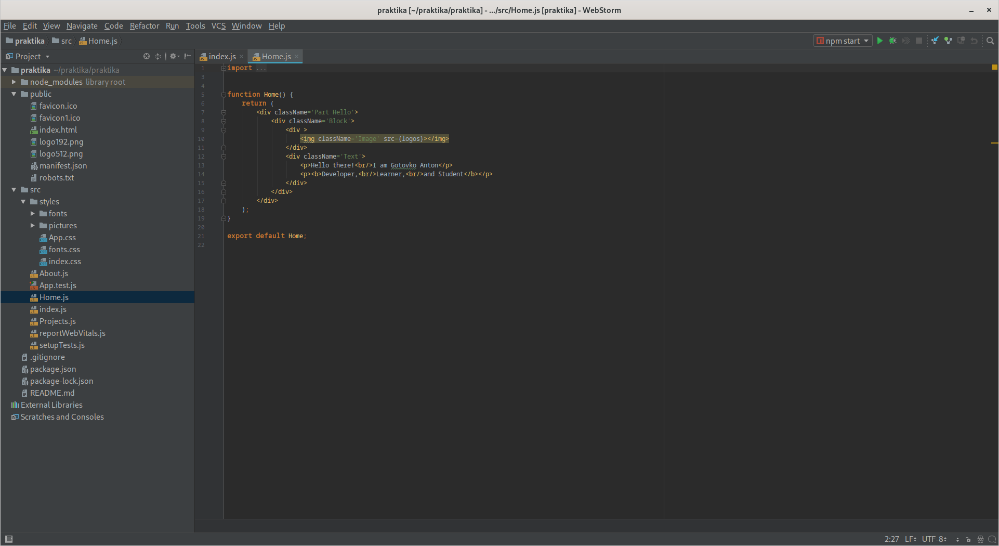 praktika [~/praktika/praktika] - .../src/Home.js [praktika] - WebStorm
File Edit View Navigate Code Refactor Run Tools VCS Window Help
praktika src Home.js npm start
Project
index.js Home.js
praktika ~/praktika/praktika
node_modules library root
public
favicon.ico
favicon1.ico
index.html
logo192.png
logo512.png
manifest.json
robots.txt
src
styles
fonts
pictures
App.css
fonts.css
index.css
About.js
App.test.js
Home.js
index.js
Projects.js
reportWebVitals.js
setupTests.js
.gitignore
package.json
package-lock.json
README.md
External Libraries
Scratches and Consoles
1 import ...
3
4
5 function Home() {
6 return (
7 <div className='Part Hello'>
8 <div className='Block'>
9 <div >
10 <img className='Image' src={logos}></img>
11 </div>
12 <div className='Text'>
13 <p>Hello there!<br/>I am Gotovko Anton</p>
14 <p><b>Developer,<br/>Learner,<br/>and Student</b></p>
15 </div>
16 </div>
17 </div>
18 );
19 }
20
21 export default Home;
22
2:27 LF UTF-8